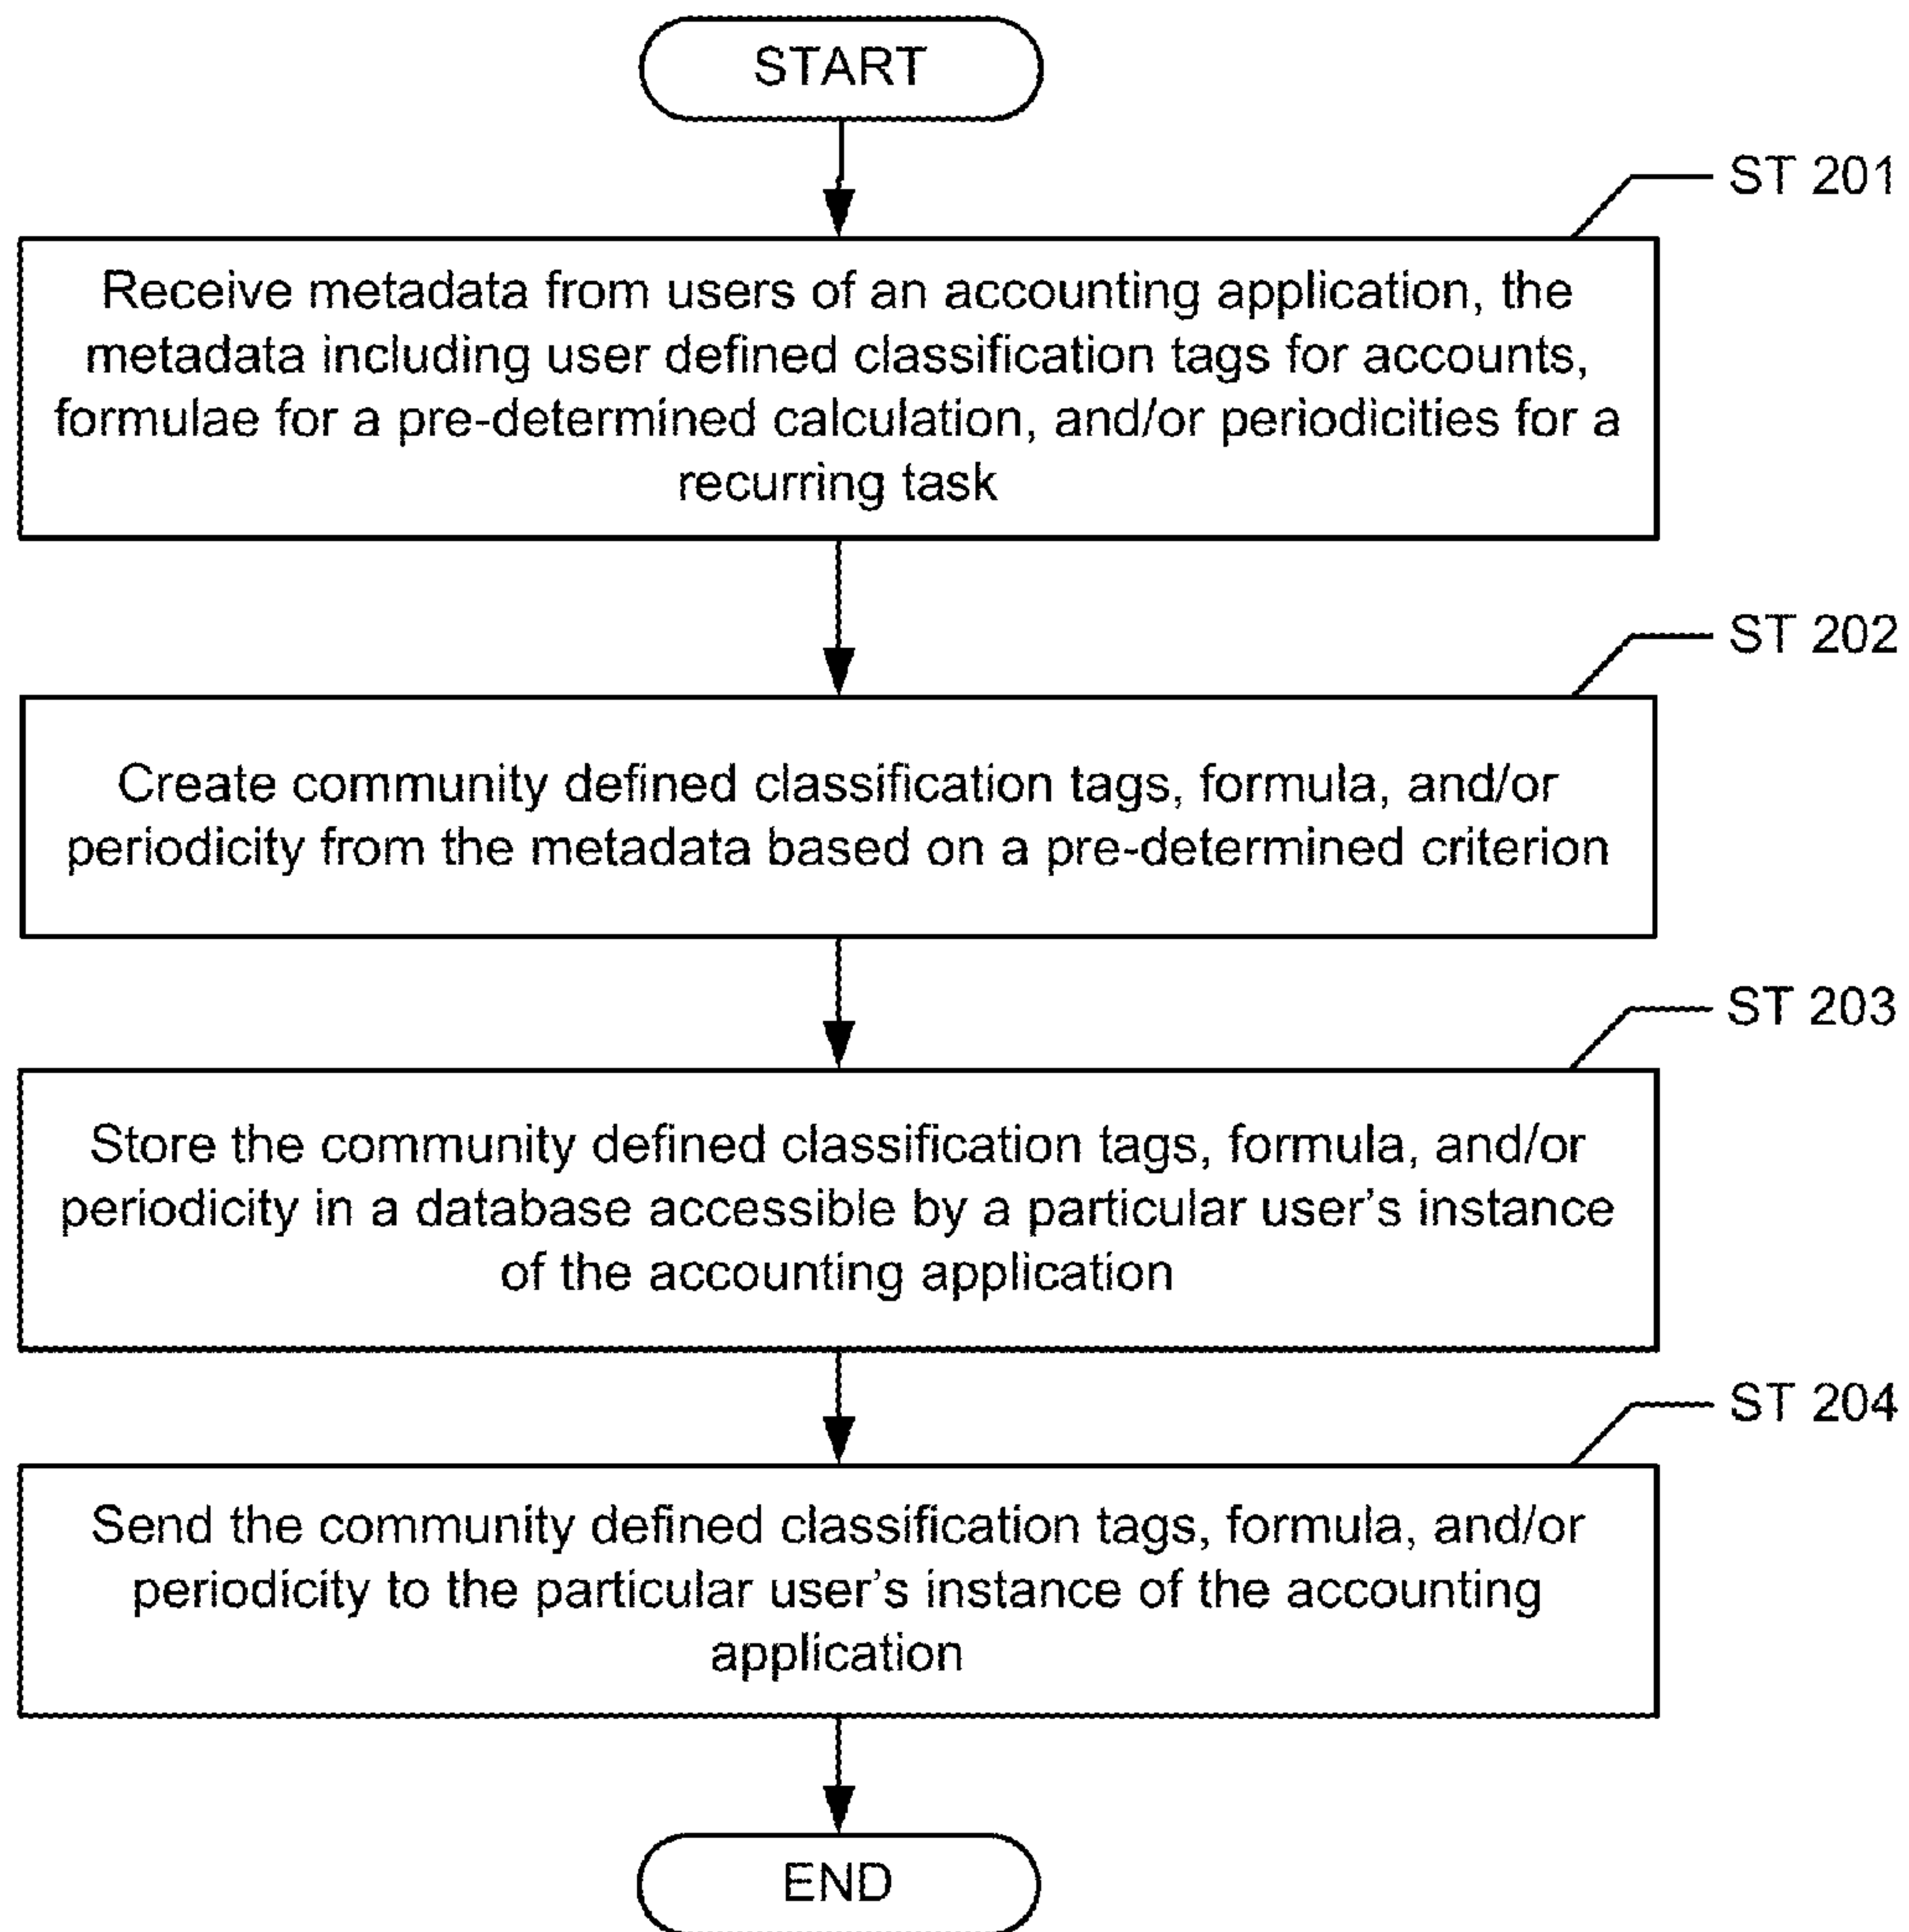 START
ST 201
Receive metadata from users of an accounting application, the
metadata including user defined classification tags for accounts,
formulae for a pre-determined calculation, and/or periodicities for a
recurring task
ST 202
Create community defined classification tags, formula, and/or
periodicity from the metadata based on a pre-determined criterion
ST 203
Store the community defined classification tags, formula, and/or
periodicity in a database accessible by a particular user's instance
of the accounting application
ST 204
Send the community defined classification tags, formula, and/or
periodicity to the particular user's instance of the accounting
application
END